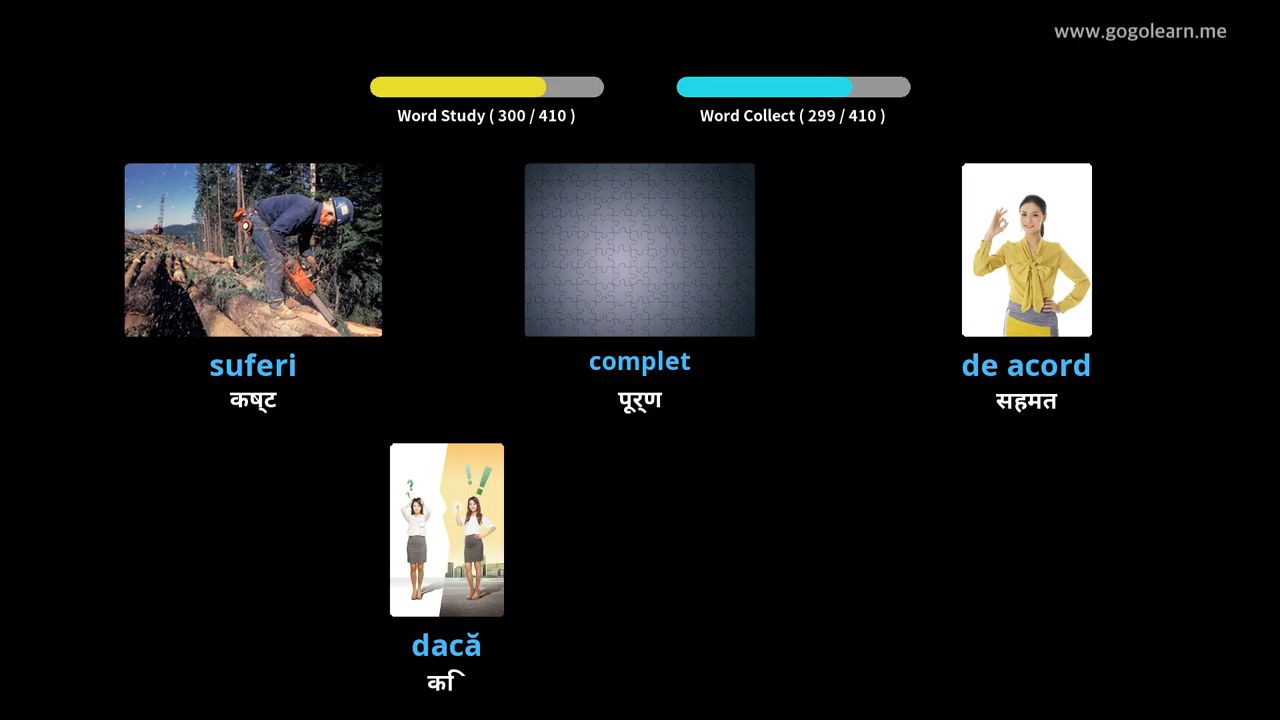 www.gogolearn.me
Word Study ( 300 / 410 )
Word Collect ( 299 / 410 )
suferi
complet
de acord
कष्ट
पूर्ण
सहमत
dacă
कि